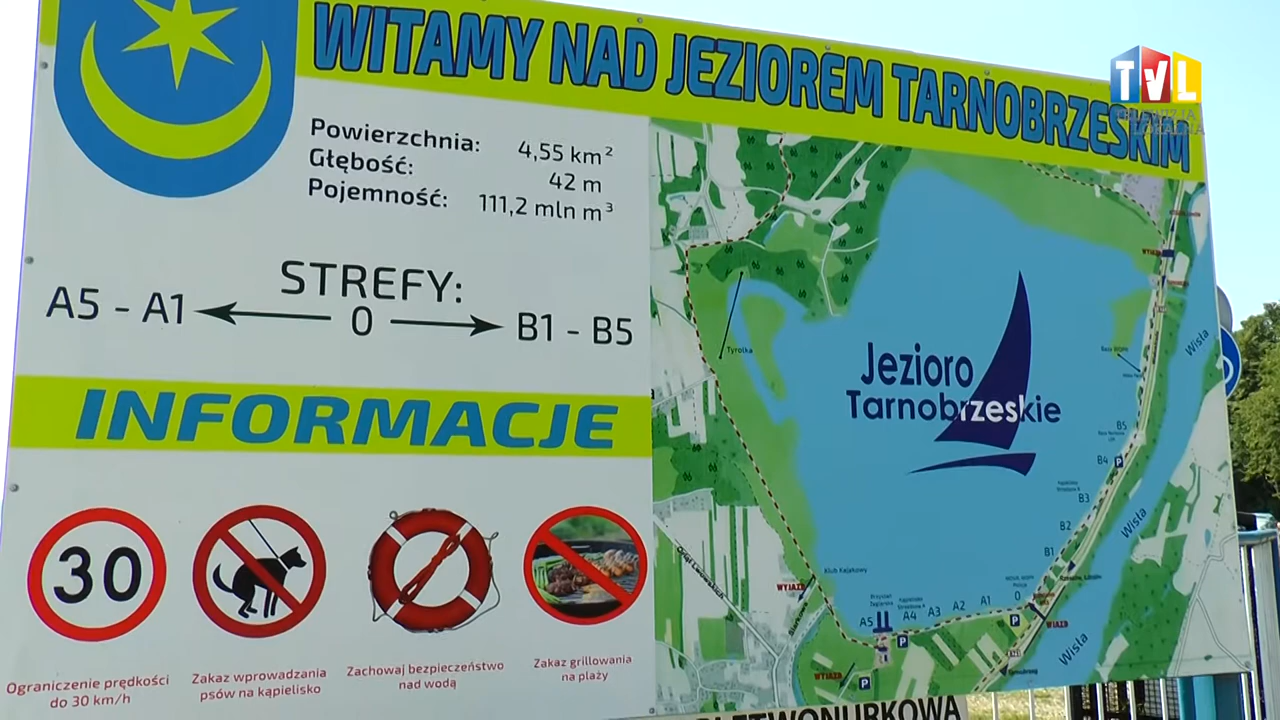 WITAMY NAD JEZIOREM TARNOBRZESKIM
TVL
TELEWIZJA
LOKALNA
Powierzchnia: 4,55 km²
Głębość: 42 m
Pojemność: 111,2 mln m³
STREFY:
A5 - A1 0 B1 - B5
INFORMACJE
30
Ograniczenie prędkości
do 30 km/h
Zakaz wprowadzania
psów na kąpielisko
Zachowaj bezpieczeństwo
nad wodą
Zakaz grillowania
na plaży
Tyrolka
Jezioro
Tarnobrzeskie
Wisła
Wisła
Wisła
B5
B4
P
B3
B2
B1
0
A1
A2
A3
A4
A5
P
P
P
Klub Kajakowy
WYJAZD
WJAZD
WYJAZD